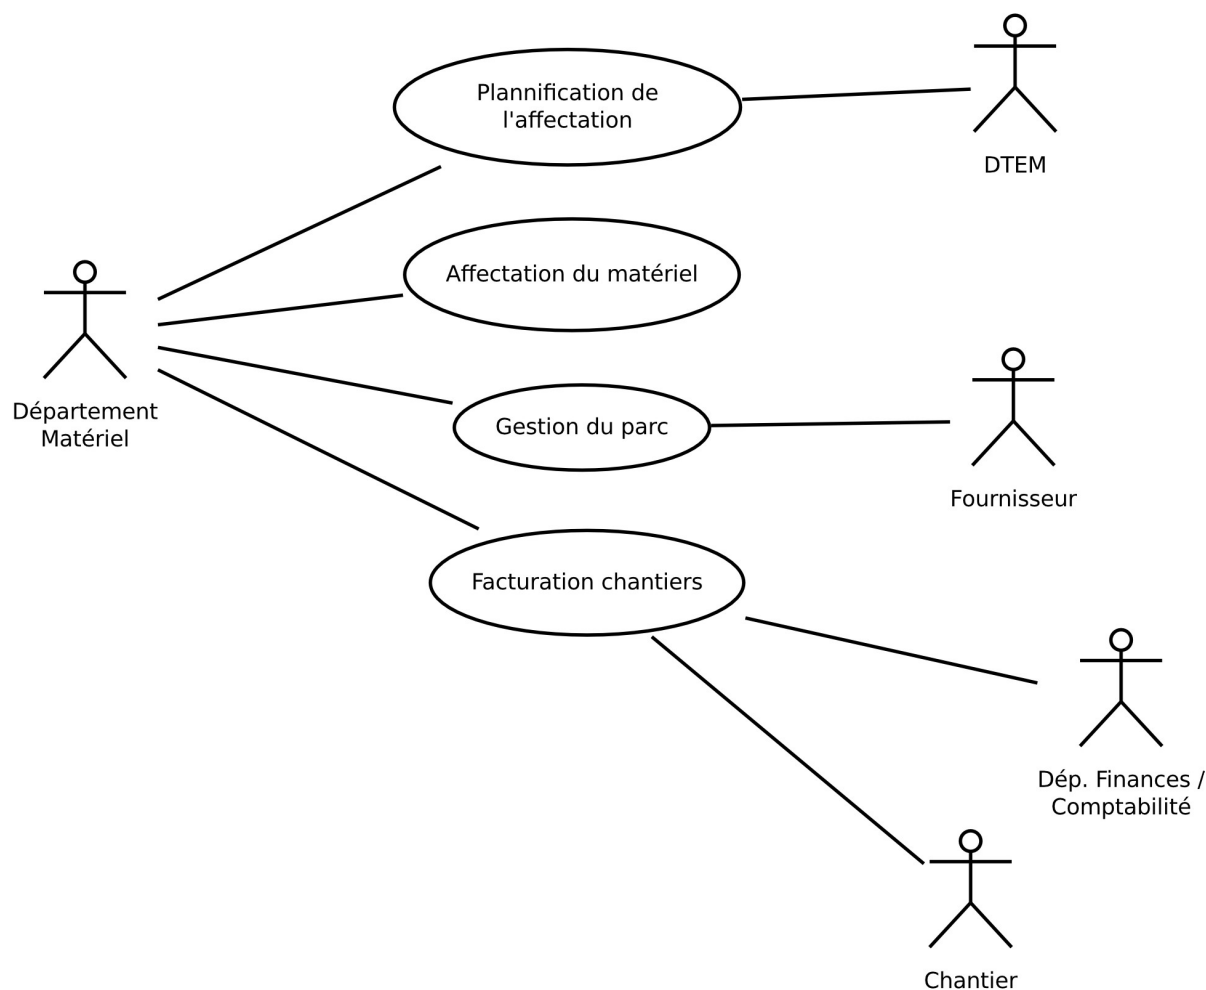 Plannification de
l'affectation
DTEM
Affectation du matériel
Département
Matériel
Gestion du parc
Fournisseur
Facturation chantiers
Dép. Finances /
Comptabilité
Chantier